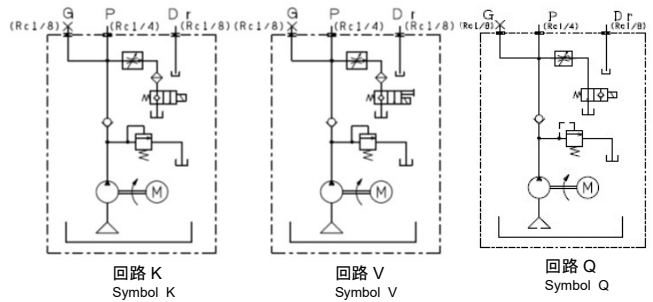 G P D r
(Rc1/8) (Rc1/4) (Rc1/8)
M
回路 K
Symbol K
G P D r
(Rc1/8) (Rc1/4) (Rc1/8)
M
回路 V
Symbol V
G P D r
(Rc1/8) (Rc1/4) (Rc1/8)
M
回路 Q
Symbol Q